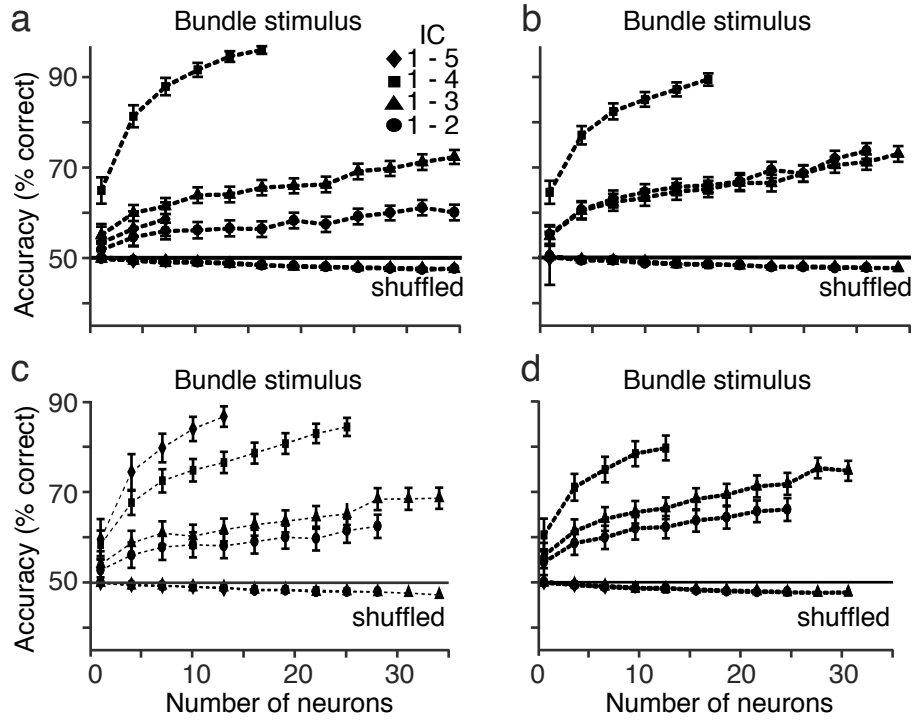 a
Bundle stimulus
IC
1 - 5
1 - 4
1 - 3
1 - 2
90
70
50
Accuracy (% correct)
shuffled
b
Bundle stimulus
shuffled
c
Bundle stimulus
90
70
50
Accuracy (% correct)
shuffled
0
10
20
30
Number of neurons
d
Bundle stimulus
shuffled
0
10
20
30
Number of neurons